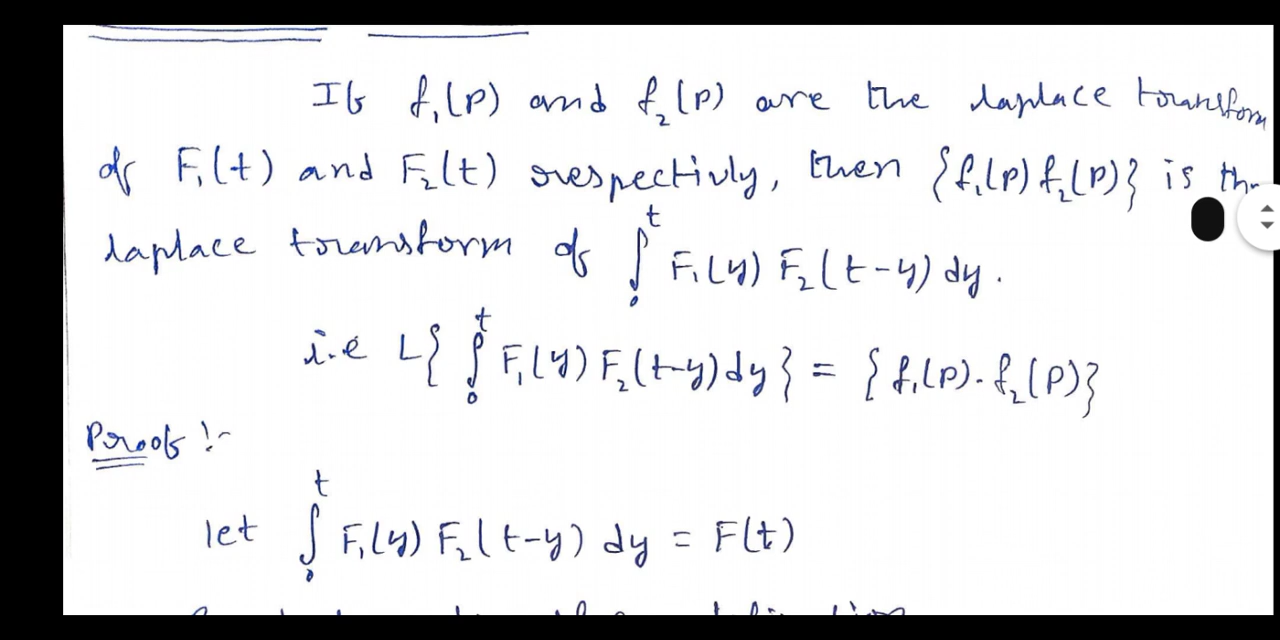 If f₁(p) and f₂(p) are the laplace transform
of F₁(t) and F₂(t) respectivly, then {f₁(p) f₂(p)} is the
laplace transform of ∫₀ᵗ F₁(y) F₂(t-y) dy.
i.e L{ ∫₀ᵗ F₁(y) F₂(t-y) dy } = { f₁(p). f₂(p)}
Proof :-
let ∫₀ᵗ F₁(y) F₂(t-y) dy = F(t)